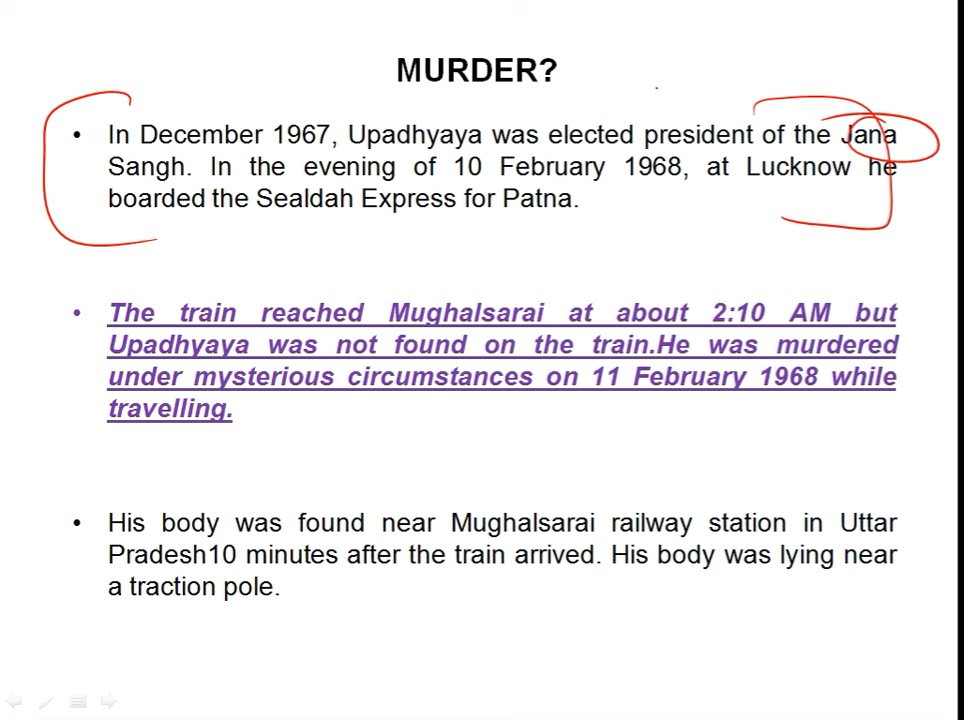 MURDER?
• In December 1967, Upadhyaya was elected president of the Jana
Sangh. In the evening of 10 February 1968, at Lucknow he
boarded the Sealdah Express for Patna.
• The train reached Mughalsarai at about 2:10 AM but
Upadhyaya was not found on the train.He was murdered
under mysterious circumstances on 11 February 1968 while
travelling.
• His body was found near Mughalsarai railway station in Uttar
Pradesh10 minutes after the train arrived. His body was lying near
a traction pole.